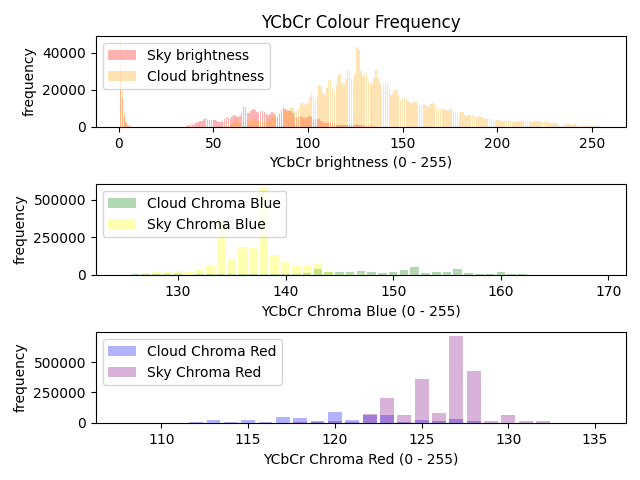 YCbCr Colour Frequency
frequency
40000
20000
0
Sky brightness
Cloud brightness
0 50 100 150 200 250
YCbCr brightness (0 - 255)
frequency
500000
250000
0
Cloud Chroma Blue
Sky Chroma Blue
130 140 150 160 170
YCbCr Chroma Blue (0 - 255)
frequency
500000
250000
0
Cloud Chroma Red
Sky Chroma Red
110 115 120 125 130 135
YCbCr Chroma Red (0 - 255)